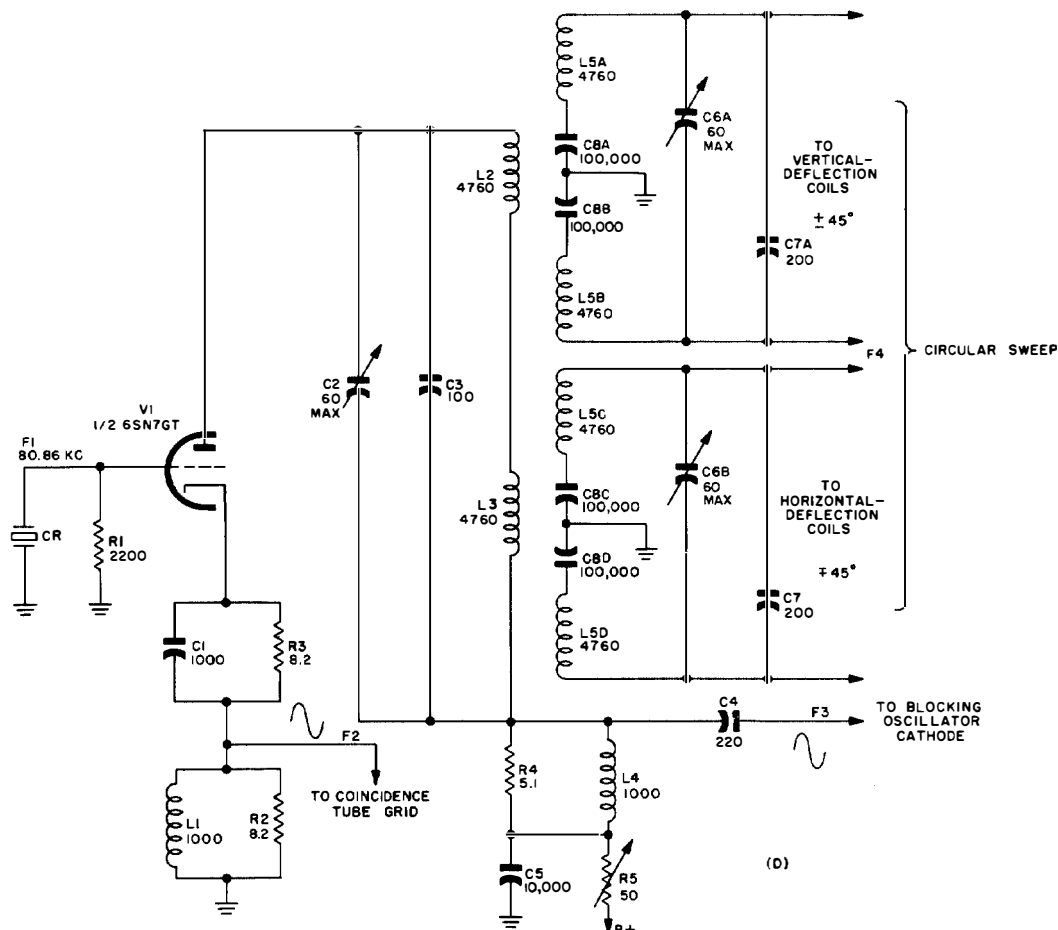 L5A
4760
C6A
60
MAX
C8A
100,000
TO
VERTICAL-
DEFLECTION
COILS
± 45°
L2
4760
C8B
100,000
C7A
200
L5B
4760
F4
CIRCULAR SWEEP
C2
60
MAX
C3
100
V1
1/2 6SN7GT
L5C
4760
C6B
60
MAX
F1
80.86 KC
L3
4760
C8C
100,000
TO
HORIZONTAL-
DEFLECTION
COILS
∓ 45°
CR
R1
2200
C8D
100,000
C7
200
L5D
4760
C1
1000
R3
8.2
C4
220
F3
TO BLOCKING
OSCILLATOR
CATHODE
F2
TO COINCIDENCE
TUBE GRID
R4
5.1
L4
1000
L1
1000
R2
8.2
C5
10,000
R5
50
(D)
B+